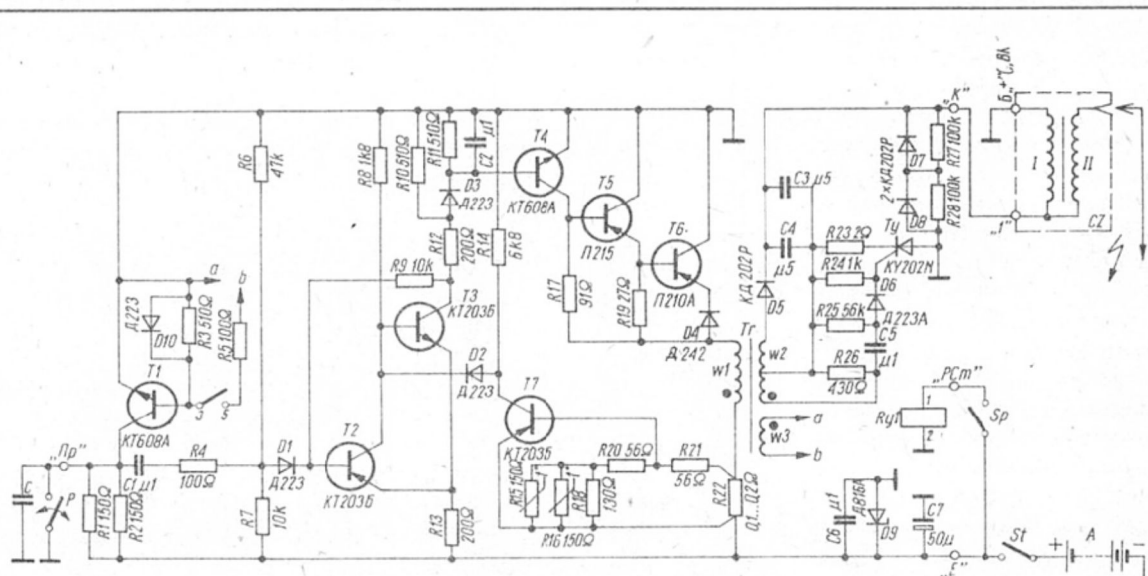 R6
47k
R8 1k8
R10 510Ω
R11 510Ω
μ1
C2
T4
КТ608А
D3
Д223
T5
П215
T6
П210А
R12
200Ω
R14
6k8
R9 10k
T3
КТ203Б
R17
91Ω
R19 27Ω
D4
Д242
КД202Р
D5
Tr
w1
w2
w3
a
b
C3
μ5
C4
μ5
R23 2Ω
R24 1k
R25 56k
R26
430Ω
D7
2×КД202Р
D8
Ty
КУ202Н
D6
Д223А
C5
μ1
R27 100k
R28 100k
„К"
„1"
I
II
CZ
a
b
Д223
D10
R3 510Ω
R5 100Ω
S
S
T1
КТ608А
„Пр"
C
P
R1 150Ω
R2 150Ω
C1 μ1
R4
100Ω
D1
Д223
R7
10k
T2
КТ203Б
R13
200Ω
D2
Д223
T7
КТ203Б
R15 150Ω
R16 150Ω
R18
130Ω
R20 56Ω
R21
56Ω
R22
0,1...0,2Ω
C6
μ1
Д816А
D9
C7
50μ
Ry1
1
2
„РСт"
Sp
St
+
A
−
„Е"